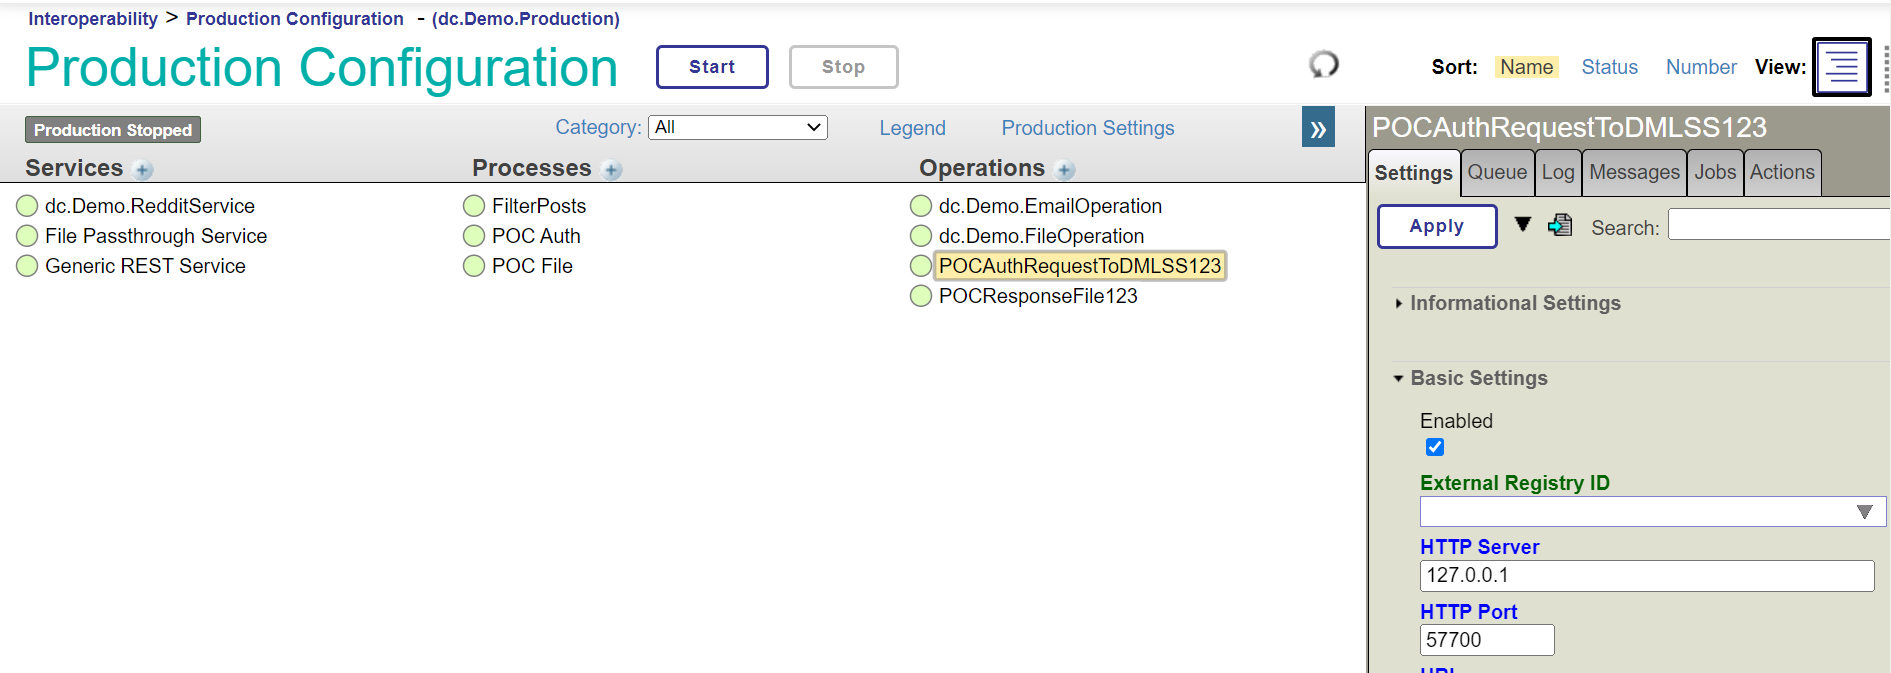 Interoperability > Production Configuration - (dc.Demo.Production)
Production Configuration
Start
Stop
Sort: Name Status Number View:
Production Stopped
Category: All
Legend
Production Settings
»
Services
Processes
Operations
dc.Demo.RedditService
File Passthrough Service
Generic REST Service
FilterPosts
POC Auth
POC File
dc.Demo.EmailOperation
dc.Demo.FileOperation
POCAuthRequestToDMLSS123
POCResponseFile123
POCAuthRequestToDMLSS123
Settings Queue Log Messages Jobs Actions
Apply
Search:
Informational Settings
Basic Settings
Enabled
External Registry ID
HTTP Server
127.0.0.1
HTTP Port
57700